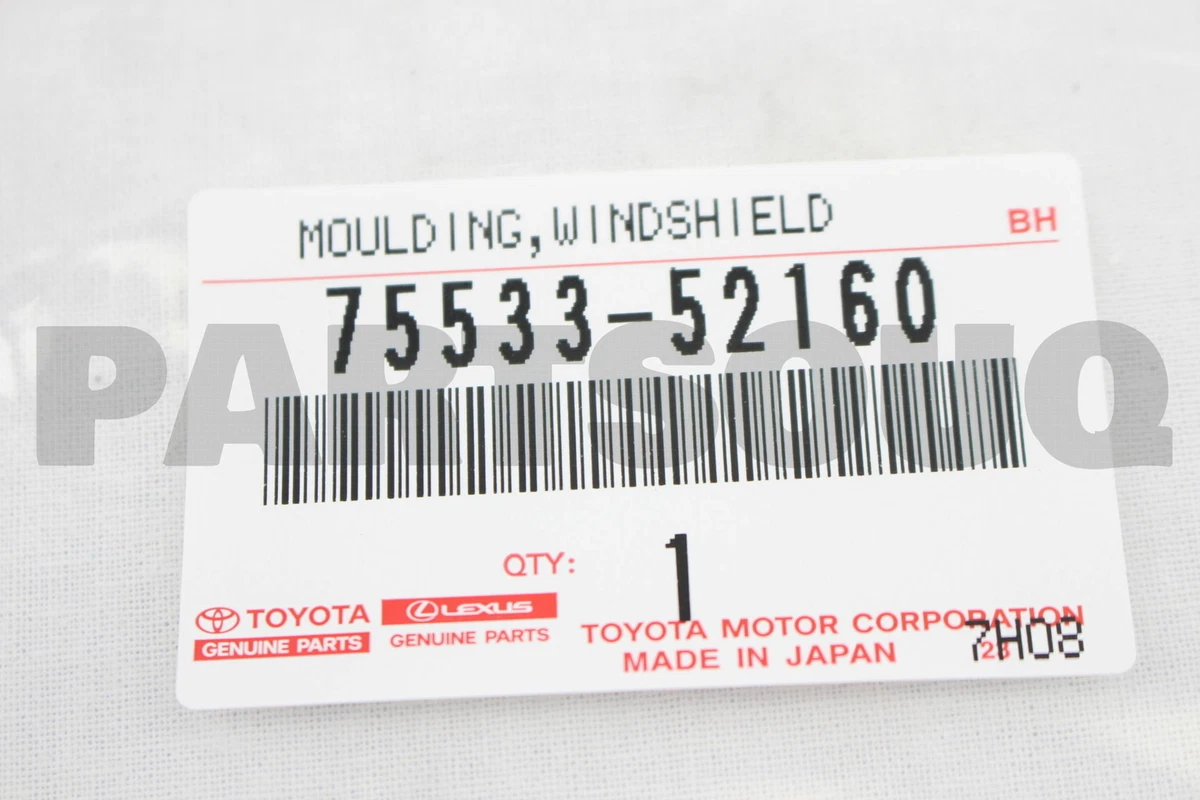 MOULDING,WINDSHIELD
BH
75533-52160
PARTSOUQ
QTY: 1
TOYOTA
GENUINE PARTS
LEXUS
GENUINE PARTS
TOYOTA MOTOR CORPORATION
MADE IN JAPAN
'23
7H08